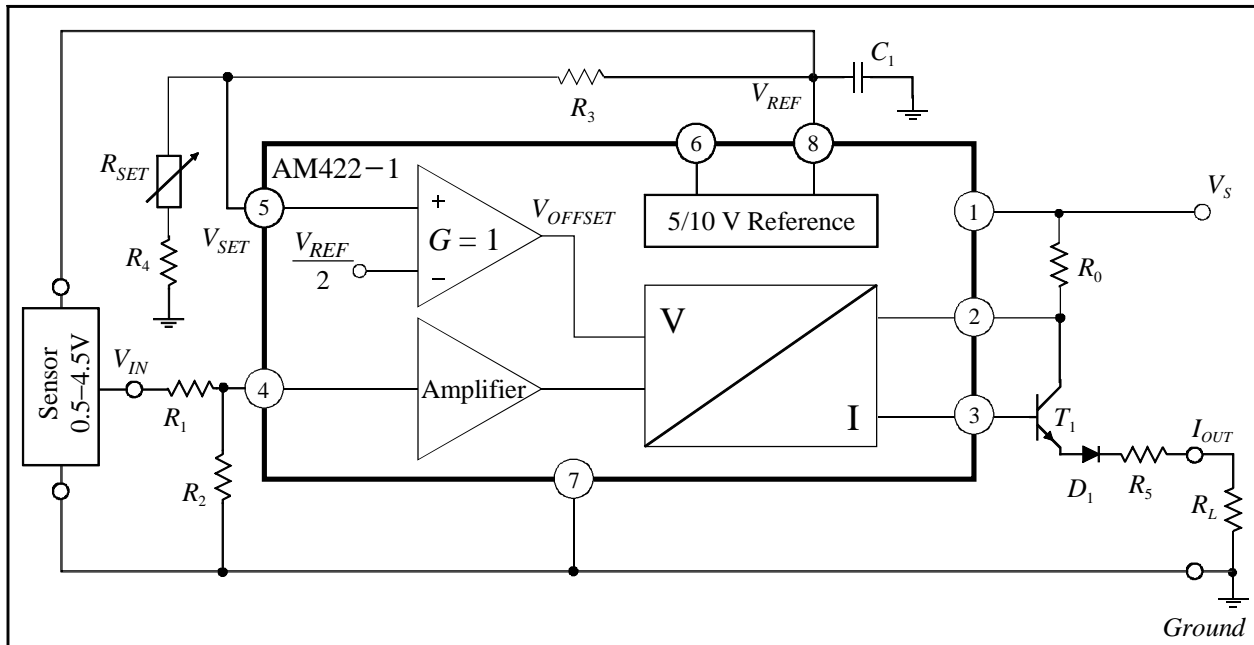 C1
VREF
R3
6
8
RSET
AM422−1
5
+
VOFFSET
5/10 V Reference
1
VS
VSET
G = 1
R4
VREF
2
−
R0
V
2
Sensor
0.5–4.5V
VIN
4
Amplifier
R1
I
3
T1
IOUT
D1
R5
R2
7
RL
Ground